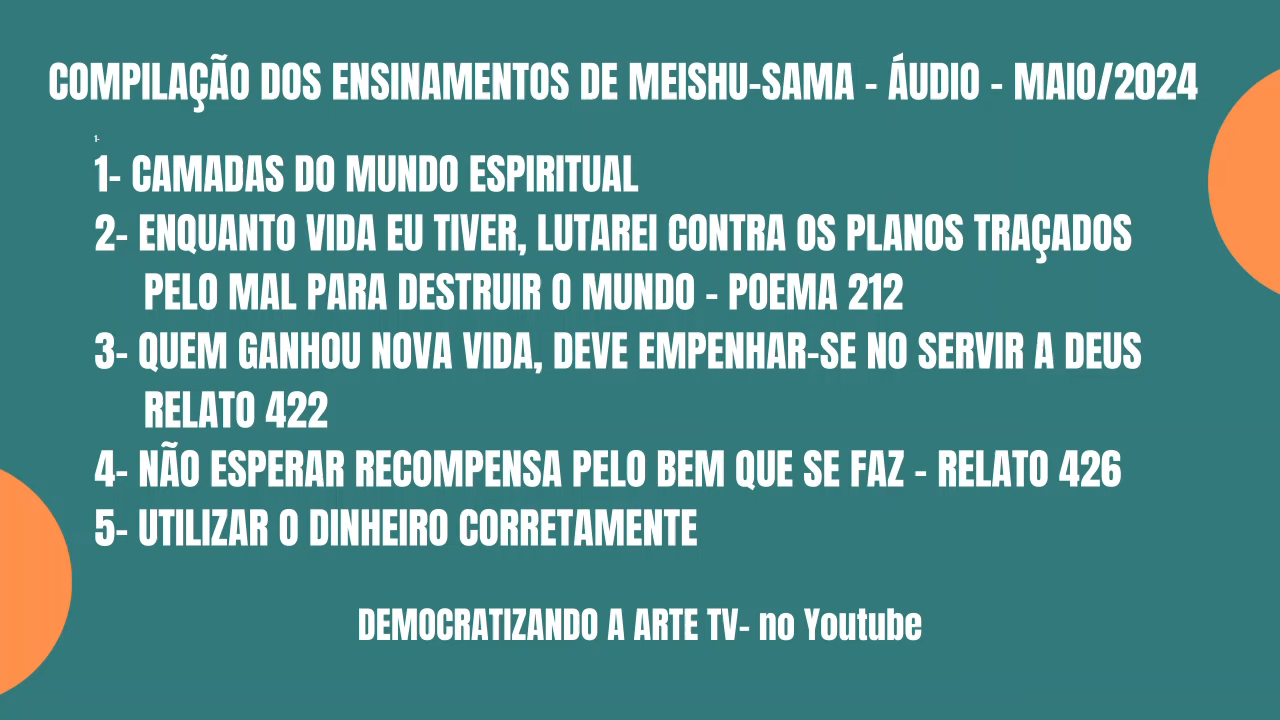 COMPILAÇÃO DOS ENSINAMENTOS DE MEISHU-SAMA - ÁUDIO - MAIO/2024
1-
1- CAMADAS DO MUNDO ESPIRITUAL
2- ENQUANTO VIDA EU TIVER, LUTAREI CONTRA OS PLANOS TRAÇADOS
PELO MAL PARA DESTRUIR O MUNDO - POEMA 212
3- QUEM GANHOU NOVA VIDA, DEVE EMPENHAR-SE NO SERVIR A DEUS
RELATO 422
4- NÃO ESPERAR RECOMPENSA PELO BEM QUE SE FAZ - RELATO 426
5- UTILIZAR O DINHEIRO CORRETAMENTE
DEMOCRATIZANDO A ARTE TV- no Youtube